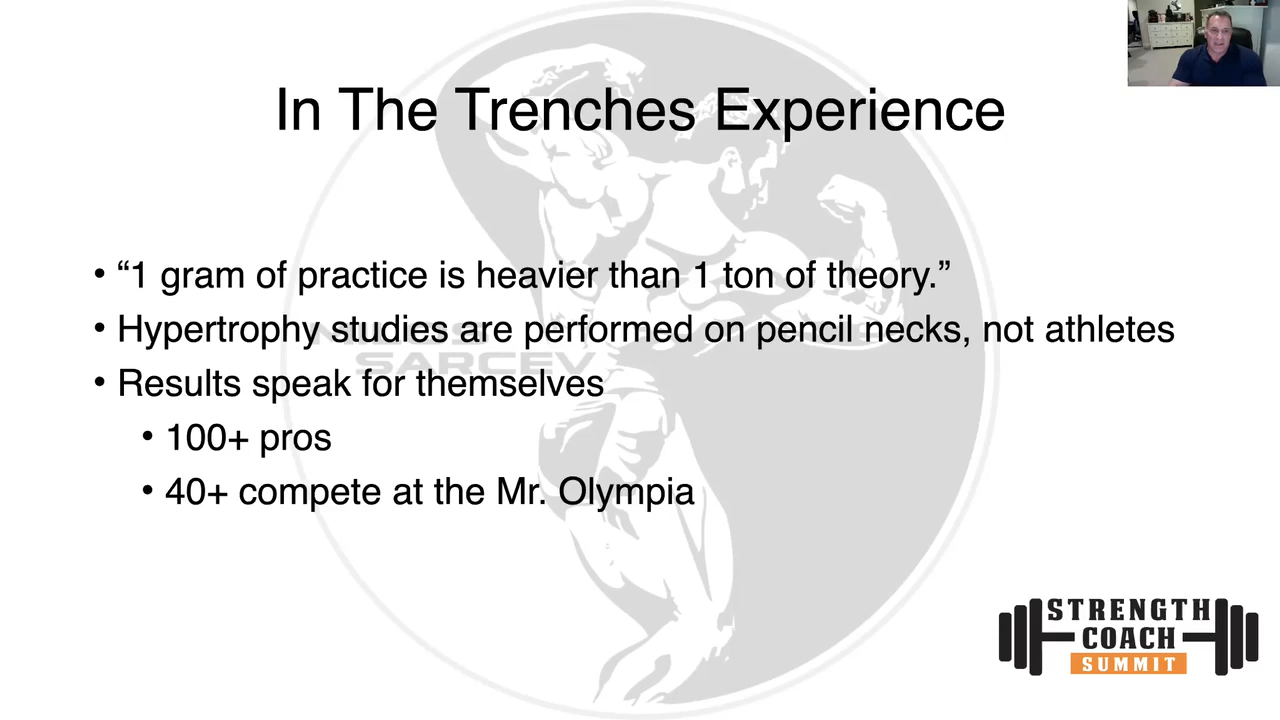 In The Trenches Experience
• “1 gram of practice is heavier than 1 ton of theory.”
• Hypertrophy studies are performed on pencil necks, not athletes
SARCEV
• Results speak for themselves
• 100+ pros
• 40+ compete at the Mr. Olympia
STRENGTH
COACH
SUMMIT